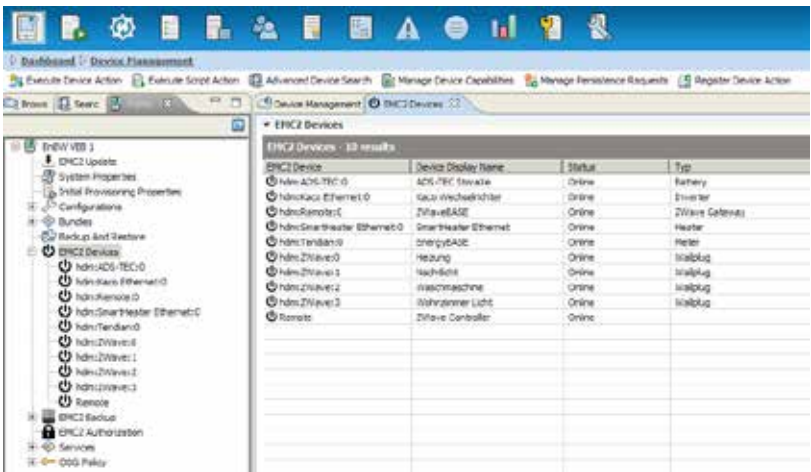 Dashboard Device Management
Execute Device Action Execute Script Action Advanced Device Search Manage Device Capabilities Manage Persistence Requests Register Device Action
Searc
Device Management EMC2 Devices
EMC2 Devices
EnBW VBB 1
EMC2 Update
System Properties
Initial Provisioning Properties
Configurations
Bundles
Backup And Restore
EMC2 Devices
hdm:ADS-TEC:0
hdm:Kaco Ethernet:0
hdm:Remote:0
hdm:SmartHeater Ethernet:0
hdm:Tendian:0
hdm:ZWave:0
hdm:ZWave:1
hdm:ZWave:2
hdm:ZWave:3
Remote
EMC2 Backup
EMC2 Authorization
Services
OSG Policy
EMC2 Devices - 10 results
EMC2 Device Device Display Name Status Typ
hdm:ADS-TEC:0 ADS-TEC Storage Online Battery
hdm:Kaco Ethernet:0 Kaco Wechselrichter Online Inverter
hdm:Remote:0 ZWaveBASE Online ZWave Gateway
hdm:SmartHeater Ethernet:0 SmartHeater Ethernet Online Heater
hdm:Tendian:0 EnergyBASE Online Meter
hdm:ZWave:0 Heizung Online Wallplug
hdm:ZWave:1 Nachtlicht Online Wallplug
hdm:ZWave:2 Waschmaschine Online Wallplug
hdm:ZWave:3 Wohnzimmer Licht Online Wallplug
Remote ZWave Controller Online